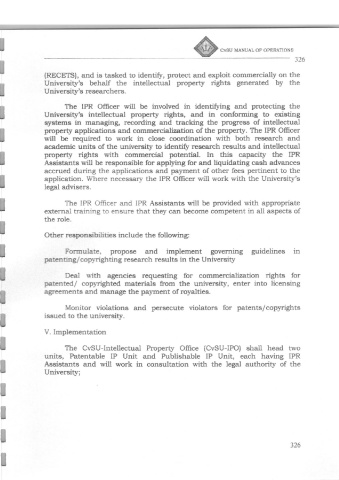 CvSU MANUAL OF OPERATIONS
326
(RECETS), and is tasked to identify, protect and exploit commercially on the
University's behalf the intellectual property rights generated by the
University's researchers.
The IPR Officer will be involved in identifying and protecting the
University's intellectual property rights, and in conforming to existing
systems in managing, recording and tracking the progress of intellectual
property applications and commercialization of the property. The IPR Officer
will be required to work in close coordination with both research and
academic units of the university to identify research results and intellectual
property rights with commercial potential. In this capacity the IPR
Assistants will be responsible for applying for and liquidating cash advances
accrued during the applications and payment of other fees pertinent to the
application. Where necessary the IPR Officer will work with the University's
legal advisers.
The IPR Officer and IPR Assistants will be provided with appropriate
external training to ensure that they can become competent in all aspects of
the role.
Other responsibilities include the following:
Formulate, propose and implement governing guidelines in
patenting/copyrighting research results in the University
Deal with agencies requesting for commercialization rights for
patented/ copyrighted materials from the university, enter into licensing
agreements and manage the payment of royalties.
Monitor violations and persecute violators for patents/copyrights
issued to the university.
V. Implementation
The CvSU-Intellectual Property Office (CvSU-IPO) shall head two
units, Patentable IP Unit and Publishable IP Unit, each having IPR
Assistants and will work in consultation with the legal authority of the
University;
326